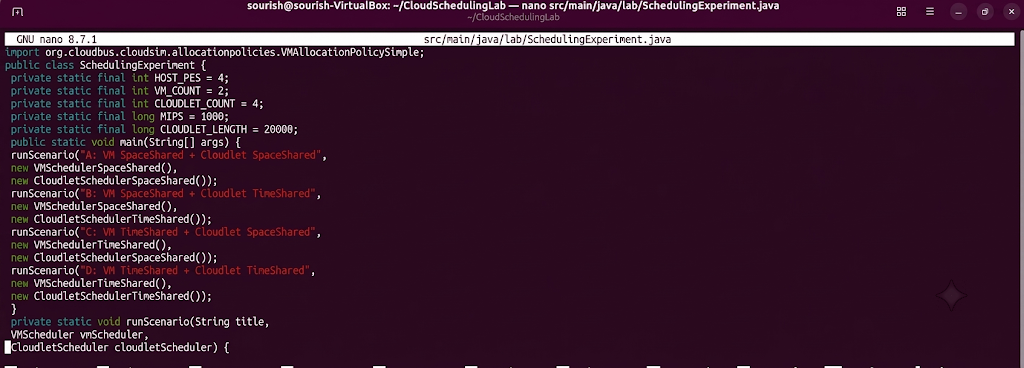 sourish@sourish-VirtualBox: ~/CloudSchedulingLab — nano src/main/java/lab/SchedulingExperiment.java
~/CloudSchedulingLab
GNU nano 8.7.1 src/main/java/lab/SchedulingExperiment.java
import org.cloudbus.cloudsim.allocationpolicies.VMAllocationPolicySimple;
public class SchedulingExperiment {
private static final int HOST_PES = 4;
private static final int VM_COUNT = 2;
private static final int CLOUDLET_COUNT = 4;
private static final long MIPS = 1000;
private static final long CLOUDLET_LENGTH = 20000;
public static void main(String[] args) {
runScenario("A: VM SpaceShared + Cloudlet SpaceShared",
new VMSchedulerSpaceShared(),
new CloudletSchedulerSpaceShared());
runScenario("B: VM SpaceShared + Cloudlet TimeShared",
new VMSchedulerSpaceShared(),
new CloudletSchedulerTimeShared());
runScenario("C: VM TimeShared + Cloudlet SpaceShared",
new VMSchedulerTimeShared(),
new CloudletSchedulerSpaceShared());
runScenario("D: VM TimeShared + Cloudlet TimeShared",
new VMSchedulerTimeShared(),
new CloudletSchedulerTimeShared());
}
private static void runScenario(String title,
VMScheduler vmScheduler,
CloudletScheduler cloudletScheduler) {